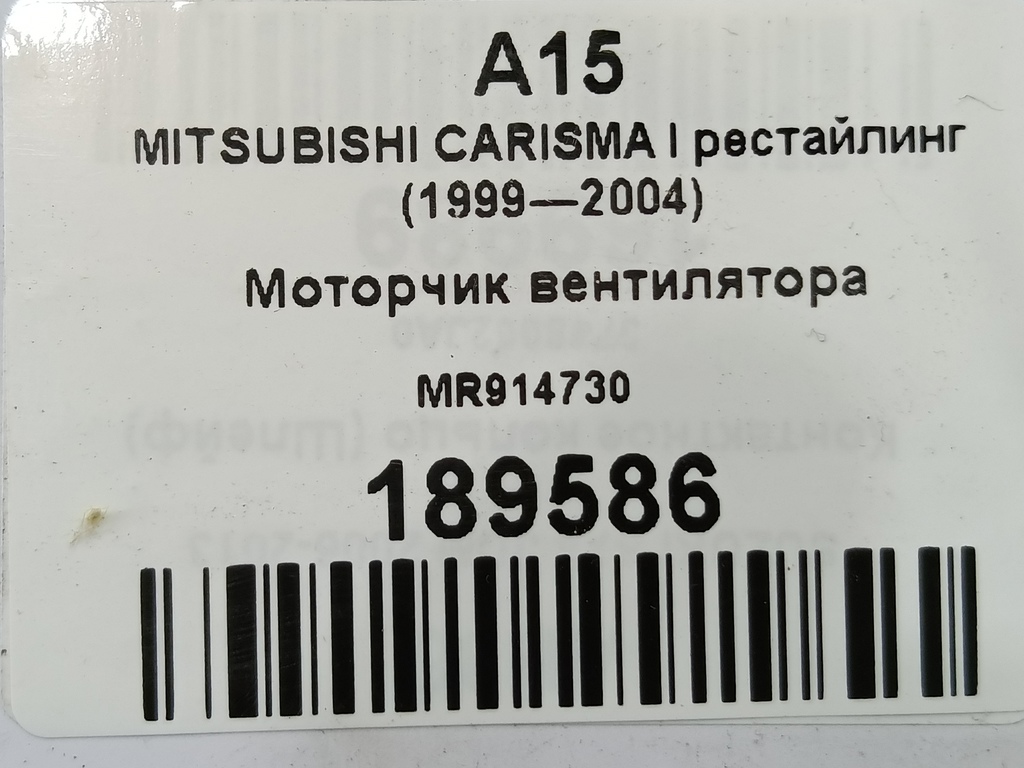 A15
MITSUBISHI CARISMA I рестайлинг
(1999—2004)
Моторчик вентилятора
MR914730
189586